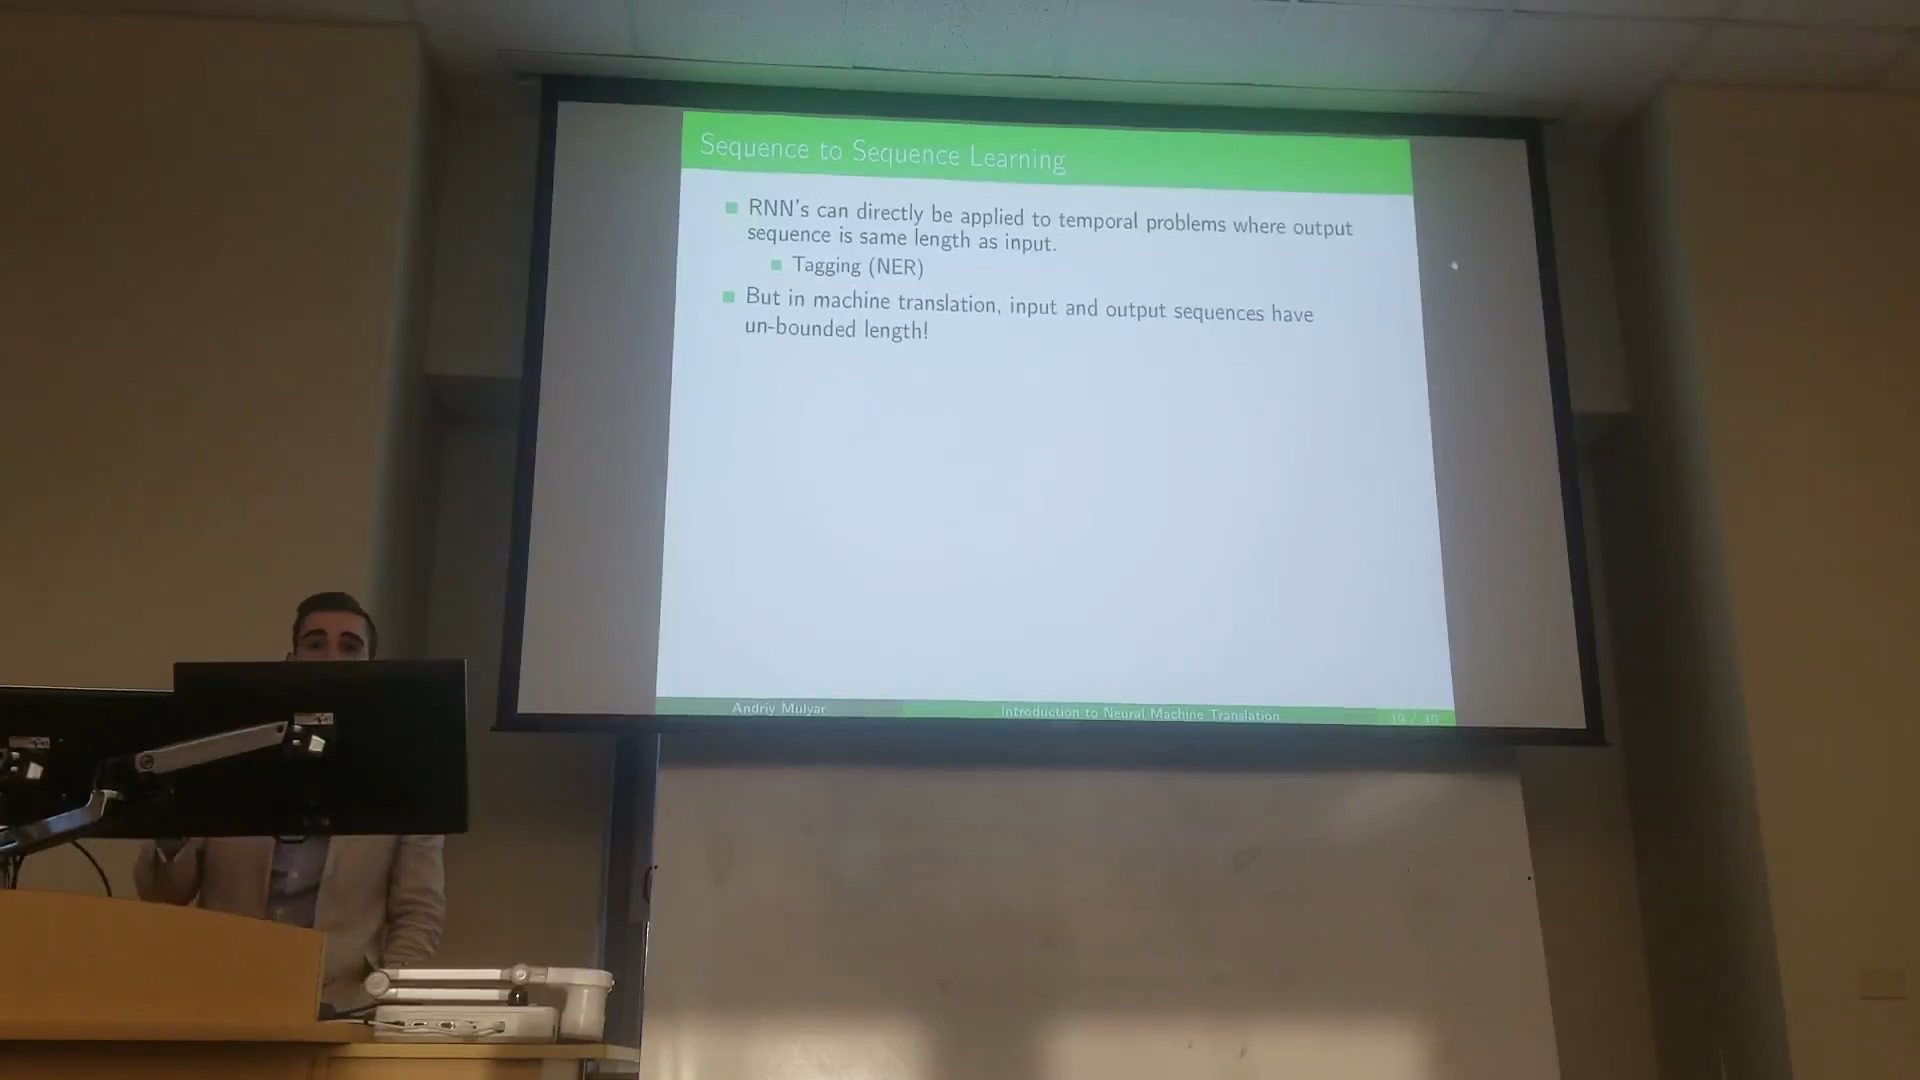 Sequence to Sequence Learning
RNN's can directly be applied to temporal problems where output
sequence is same length as input.
Tagging (NER)
But in machine translation, input and output sequences have
un-bounded length!
Andriy Mulyar
Introduction to Neural Machine Translation